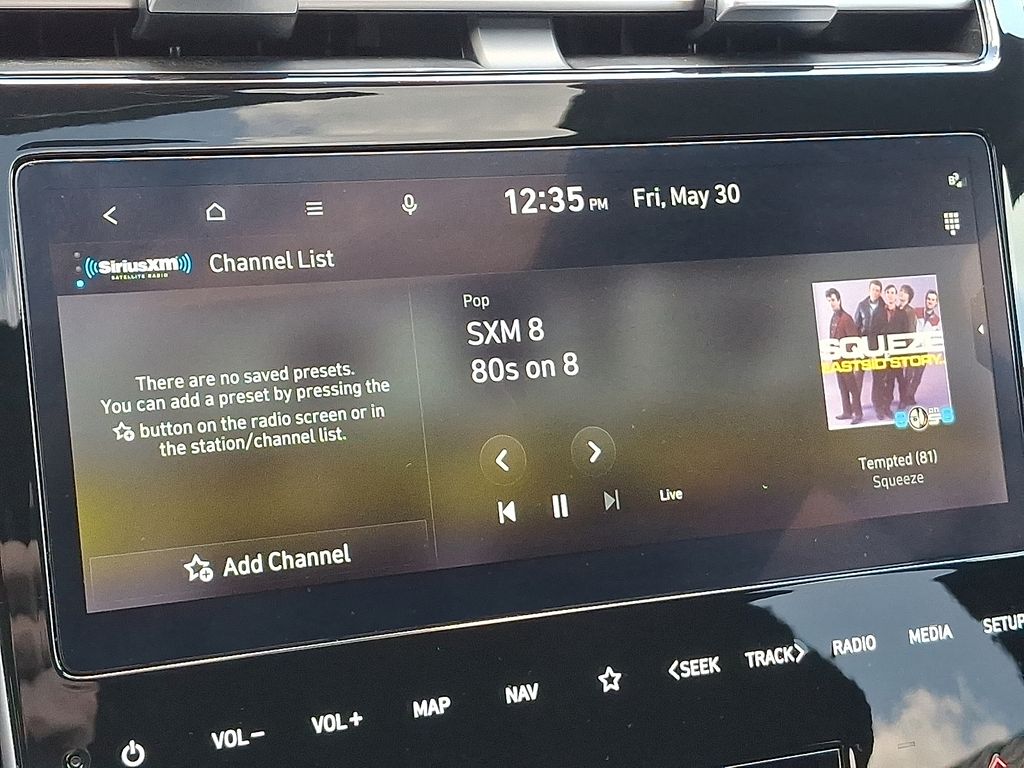 12:35 PM Fri, May 30
SiriusXM
SATELLITE RADIO
Channel List
There are no saved presets.
You can add a preset by pressing the
button on the radio screen or in
the station/channel list.
Add Channel
Pop
SXM 8
80s on 8
Live
SQUEEZE
EASTSIDE STORY.
on
8
Tempted (81)
Squeeze
VOL–
VOL+
MAP
NAV
<SEEK
TRACK>
RADIO
MEDIA
SETUP